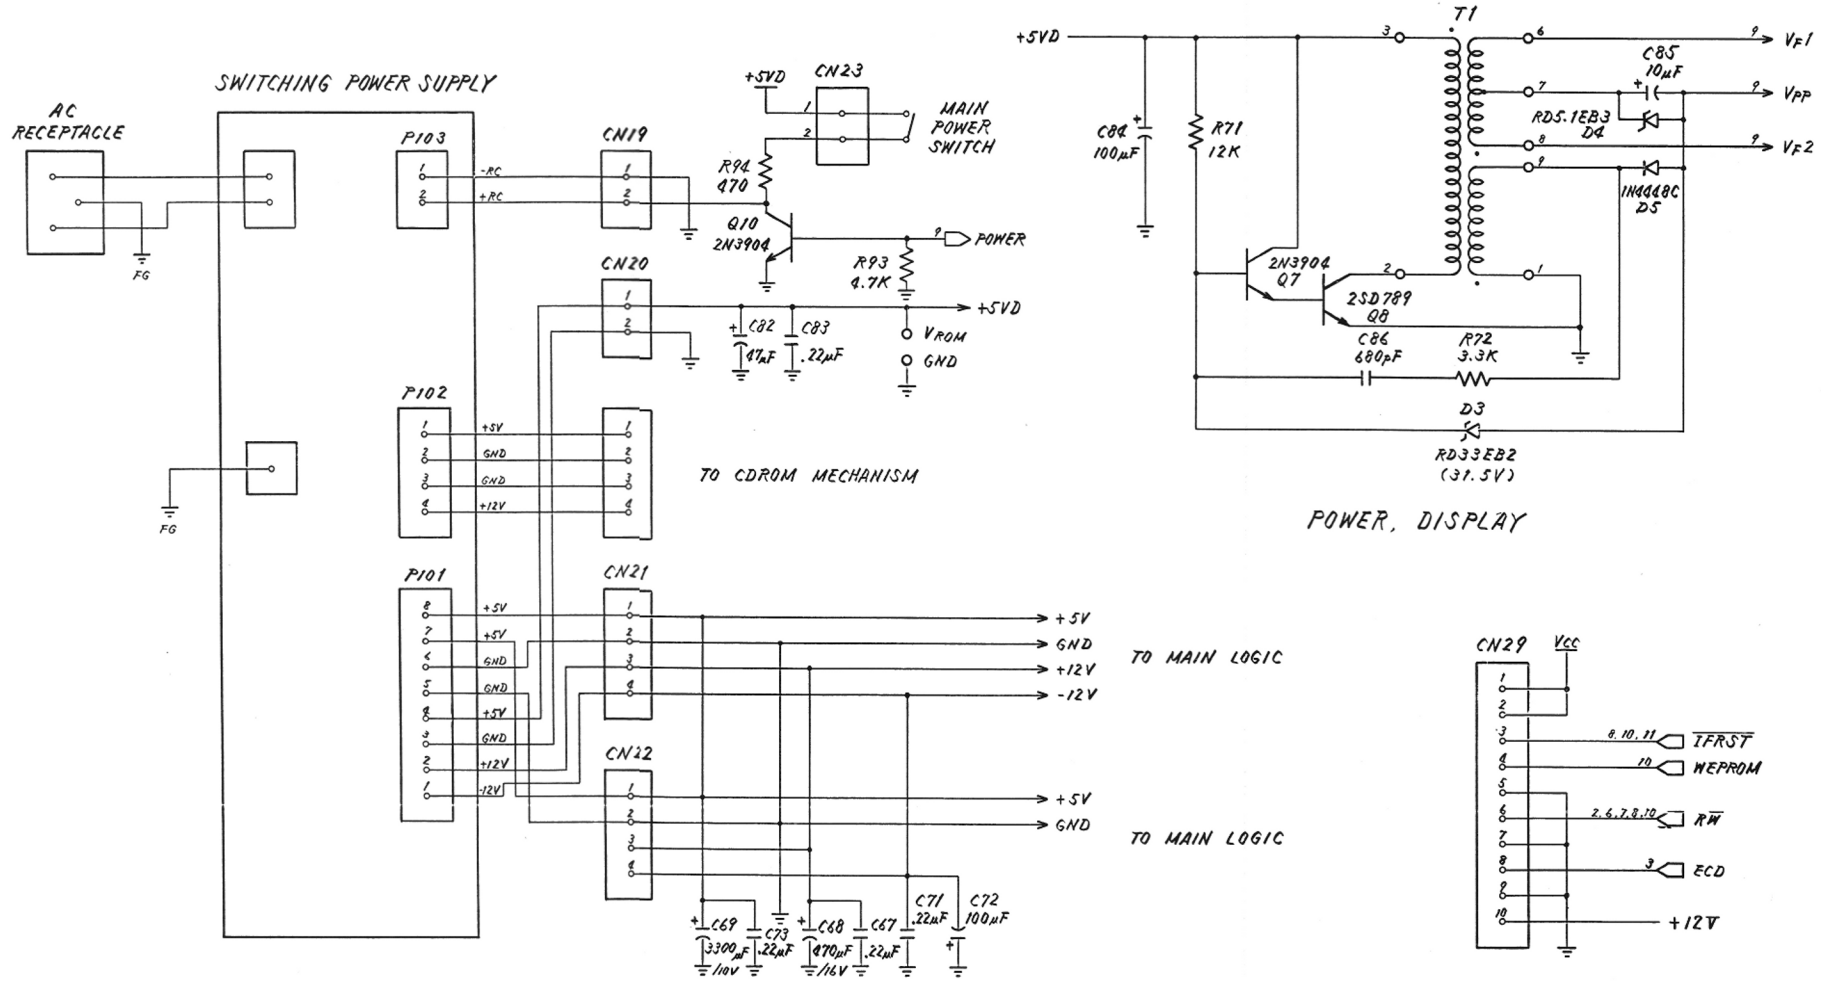 SWITCHING POWER SUPPLY
AC
RECEPTACLE
FG
FG
P103
1
2
-RC
+RC
CN19
1
2
+5VD
CN23
1
2
MAIN
POWER
SWITCH
R94
470
Q10
2N3904
9
POWER
R93
4.7K
CN20
1
2
+5VD
C82
47µF
C83
.22µF
VROM
GND
P102
1
2
3
4
+5V
GND
GND
+12V
1
2
3
4
TO CDROM MECHANISM
P101
8
7
6
5
4
3
2
1
+5V
+5V
GND
GND
+5V
GND
+12V
-12V
CN21
1
2
3
4
+5V
GND
+12V
-12V
TO MAIN LOGIC
CN22
1
2
3
4
+5V
GND
TO MAIN LOGIC
+
C69
3300µF
/10V
C73
.22µF
+
C68
470µF
/16V
C67
.22µF
C71
.22µF
C72
100µF
+
+5VD
3
T1
6
9
VF1
C85
10µF
+
7
9
VPP
RD5.1EB3
D4
8
9
VF2
9
1N4448C
D5
C84
100µF
+
R71
12K
2N3904
Q7
2
1
2SD789
Q8
C86
680pF
R72
3.3K
D3
RD33EB2
(31.5V)
POWER, DISPLAY
CN29
VCC
1
2
3
4
5
6
7
8
9
10
8, 10, 11
IFRST
10
WEPROM
2, 6, 7, 8, 10
RW
3
ECD
+12V